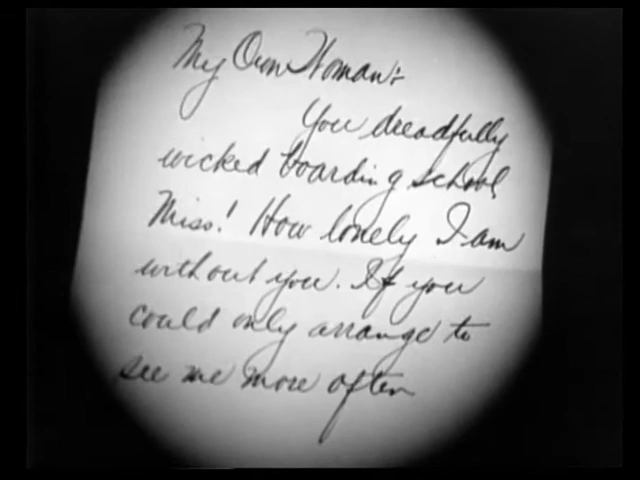 My Own Woman:-
You dreadfully
wicked boarding school
Miss! How lonely I am
without you. If you
could only arrange to
see me more often